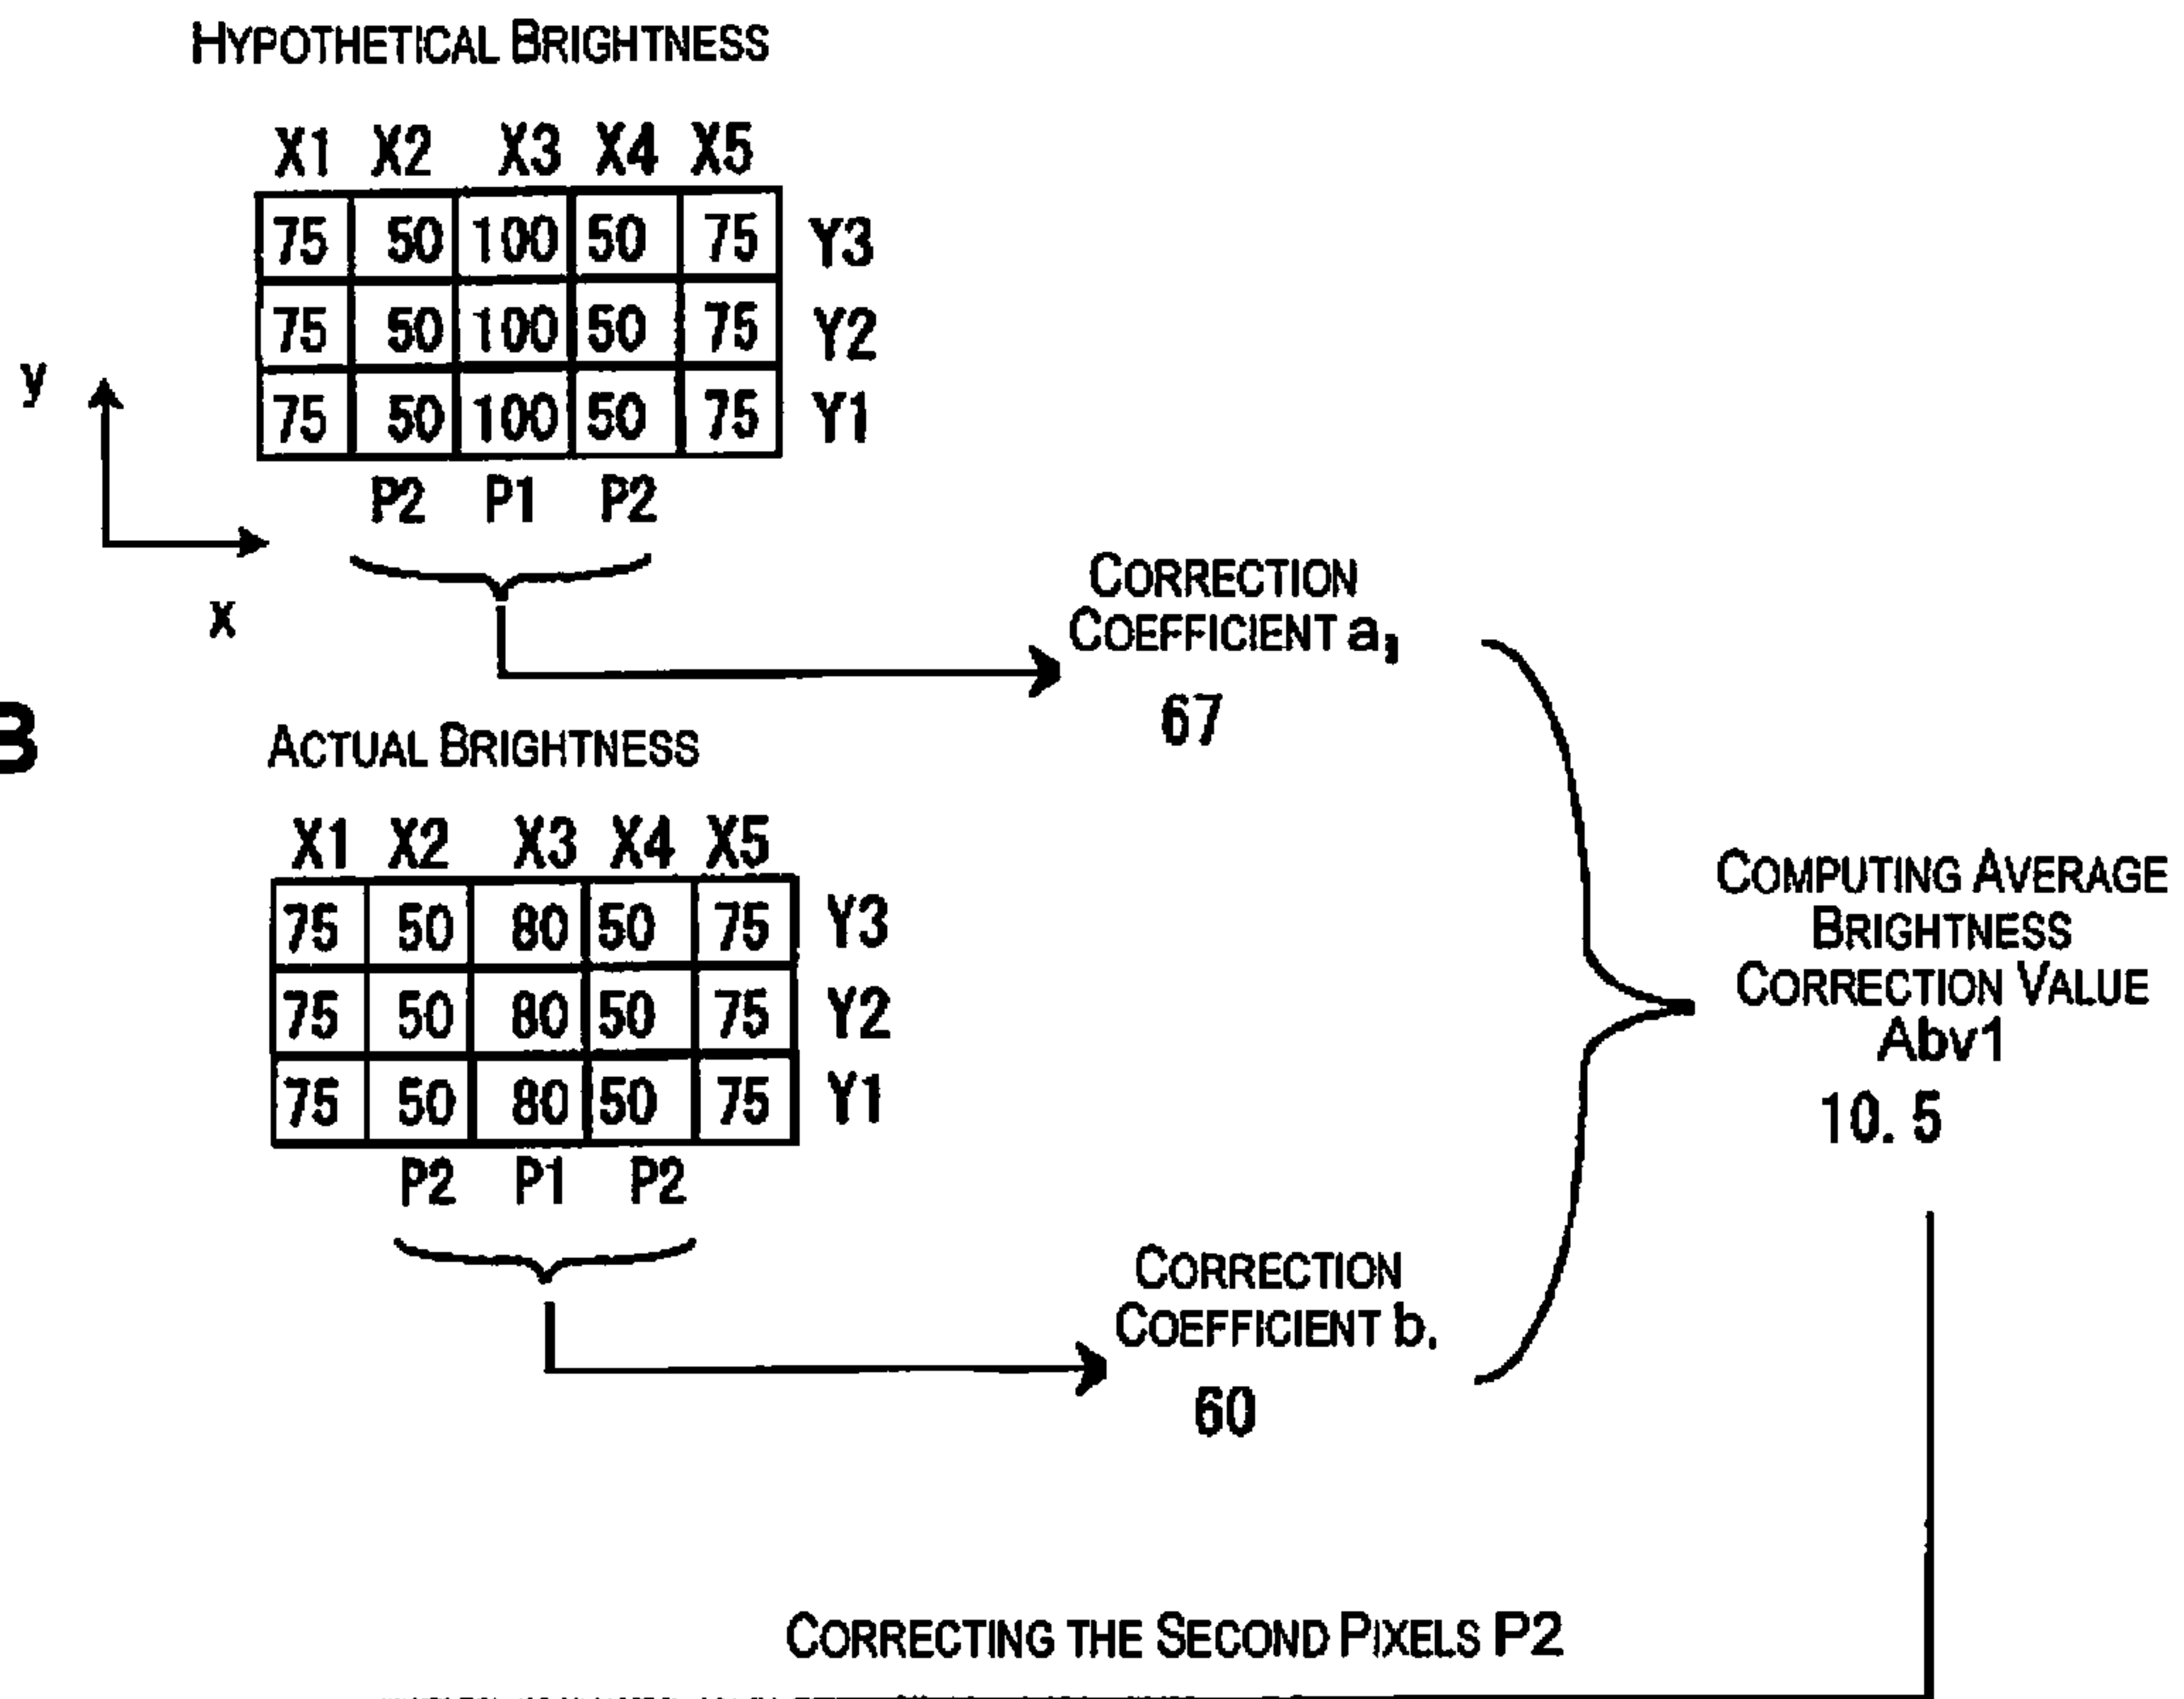 HYPOTHETICAL BRIGHTNESS
X1 X2 X3 X4 X5
75 50 100 50 75 Y3
75 50 100 50 75 Y2
75 50 100 50 75 Y1
P2 P1 P2
y
x
CORRECTION
COEFFICIENT a,
67
B
ACTUAL BRIGHTNESS
X1 X2 X3 X4 X5
75 50 80 50 75 Y3
75 50 80 50 75 Y2
75 50 80 50 75 Y1
P2 P1 P2
CORRECTION
COEFFICIENT b.
60
COMPUTING AVERAGE
BRIGHTNESS
CORRECTION VALUE
Abv1
10.5
CORRECTING THE SECOND PIXELS P2